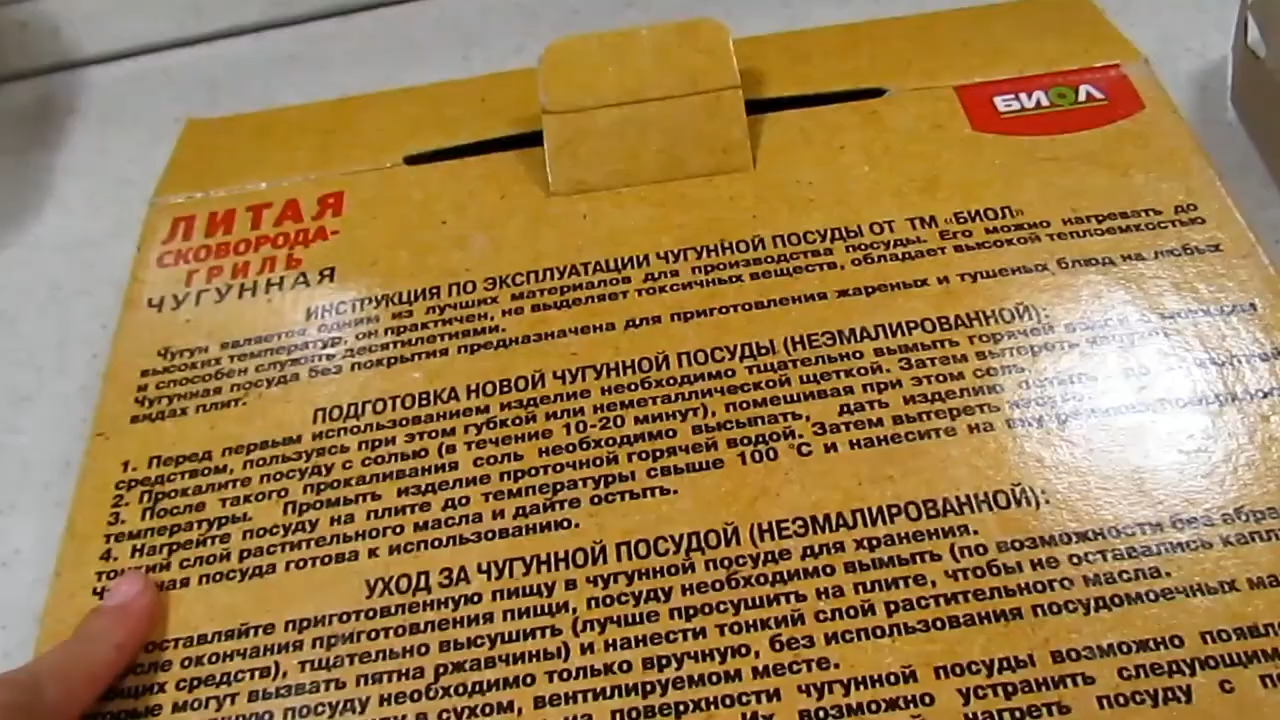 БИОЛ
ЛИТАЯ
СКОВОРОДА-
ГРИЛЬ
ЧУГУННАЯ
ИНСТРУКЦИЯ ПО ЭКСПЛУАТАЦИИ ЧУГУННОЙ ПОСУДЫ ОТ ТМ «БИОЛ»
Чугун является одним из лучших материалов для производства посуды. Его можно нагревать до
высоких температур, он практичен, не выделяет токсичных веществ, обладает высокой теплоемкостью
и способен служить десятилетиями.
Чугунная посуда без покрытия предназначена для приготовления жареных и тушеных блюд на любых
видах плит.
ПОДГОТОВКА НОВОЙ ЧУГУННОЙ ПОСУДЫ (НЕЭМАЛИРОВАННОЙ):
1. Перед первым использованием изделие необходимо тщательно вымыть горячей водой с моющим
средством, пользуясь при этом губкой или неметаллической щеткой. Затем вытереть
2. Прокалите посуду с солью (в течение 10-20 минут), помешивая при этом соль.
3. После такого прокаливания соль необходимо высыпать, дать изделию остыть до
температуры. Промыть изделие проточной горячей водой. Затем вытереть
4. Нагрейте посуду на плите до температуры свыше 100 °C и нанесите на внутреннюю
тонкий слой растительного масла и дайте остыть.
посуда готова к использованию.
УХОД ЗА ЧУГУННОЙ ПОСУДОЙ (НЕЭМАЛИРОВАННОЙ):
оставляйте приготовленную пищу в чугунной посуде для хранения.
окончания приготовления пищи, посуду необходимо вымыть (по возможности без
средств), тщательно высушить (лучше просушить на плите, чтобы не оставались
могут вызвать пятна ржавчины) и нанести тонкий слой растительного масла.
посуду необходимо только вручную, без использования посудомоечных
в сухом, вентилируемом месте.
на поверхности чугунной посуды возможно
Их возможно устранить следующим
нагреть посуду с